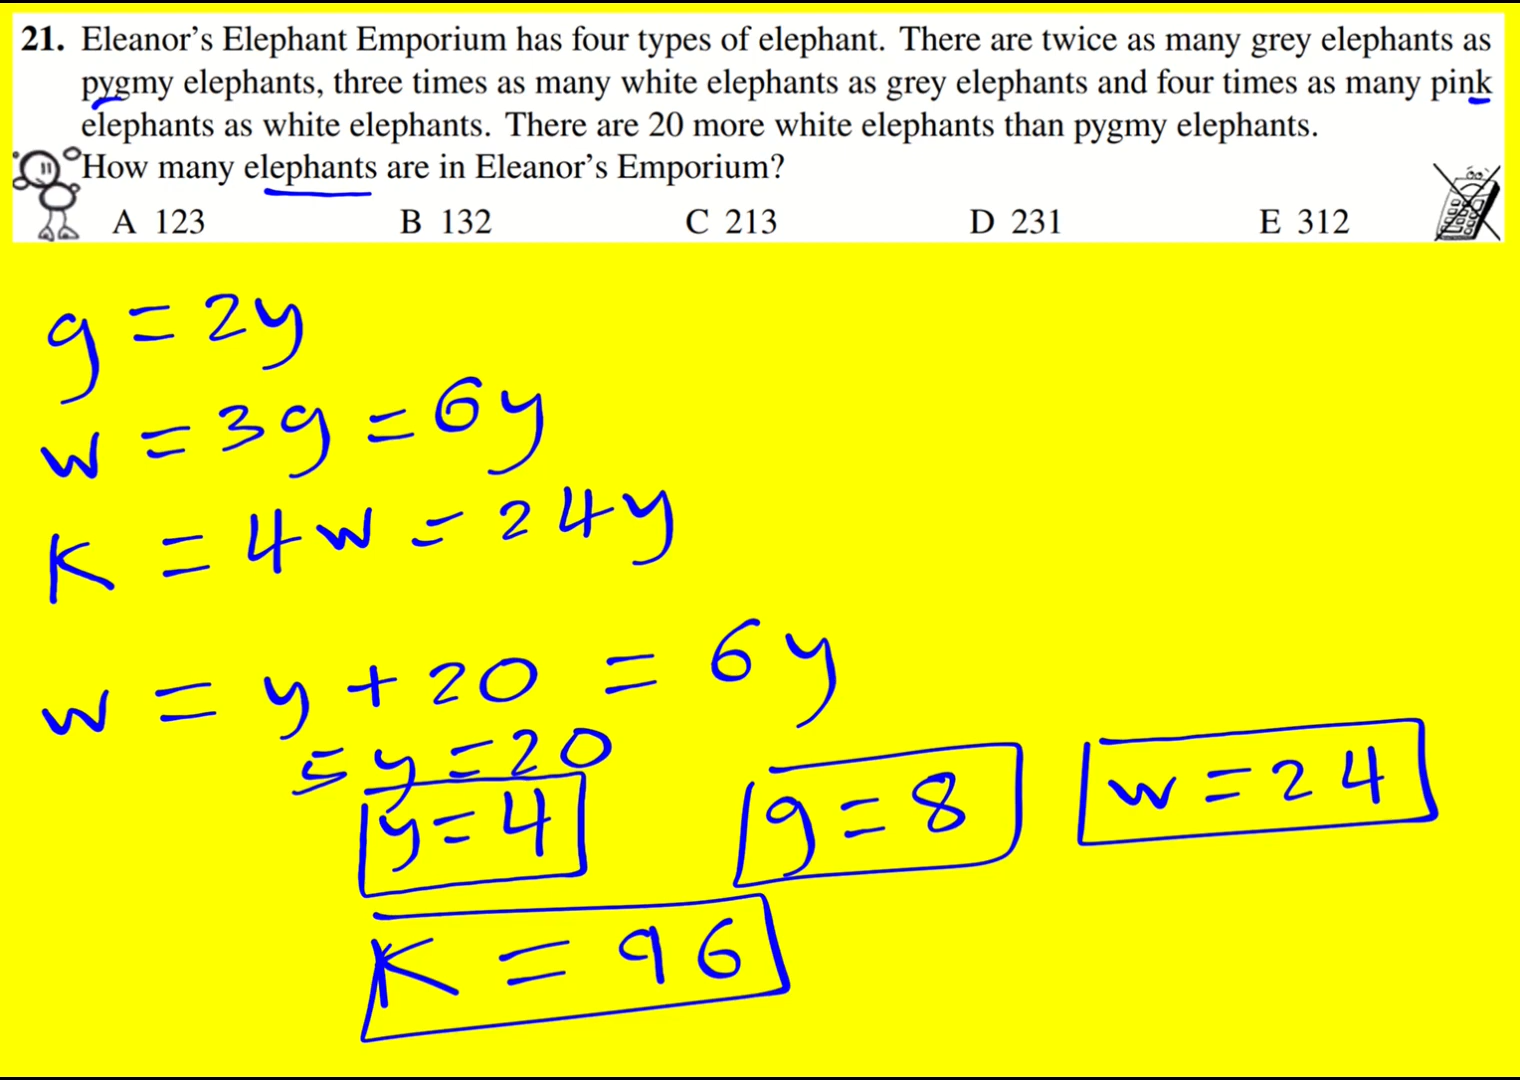 21. Eleanor's Elephant Emporium has four types of elephant. There are twice as many grey elephants as
pygmy elephants, three times as many white elephants as grey elephants and four times as many pink
elephants as white elephants. There are 20 more white elephants than pygmy elephants.
How many elephants are in Eleanor's Emporium?
A 123 B 132 C 213 D 231 E 312
g = 2y
w = 3g = 6y
K = 4w = 24y
w = y + 20 = 6y
5y = 20
y = 4 g = 8 w = 24
K = 96